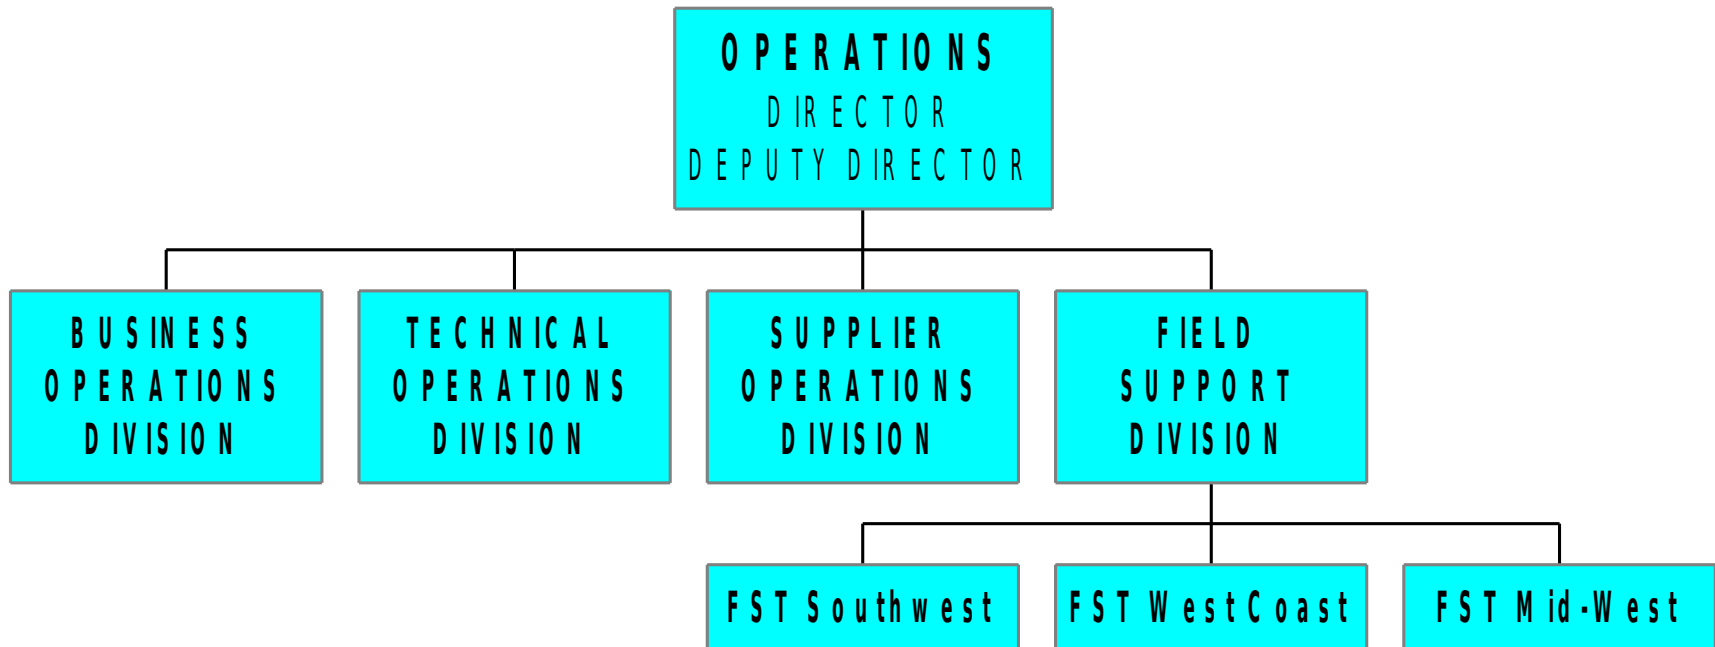 OPERATIONS
DIRECTOR
DEPUTY DIRECTOR
BUSINESS
OPERATIONS
DIVISION
TECHNICAL
OPERATIONS
DIVISION
SUPPLIER
OPERATIONS
DIVISION
FIELD
SUPPORT
DIVISION
FST Southwest
FST WestCoast
FST Mid-West